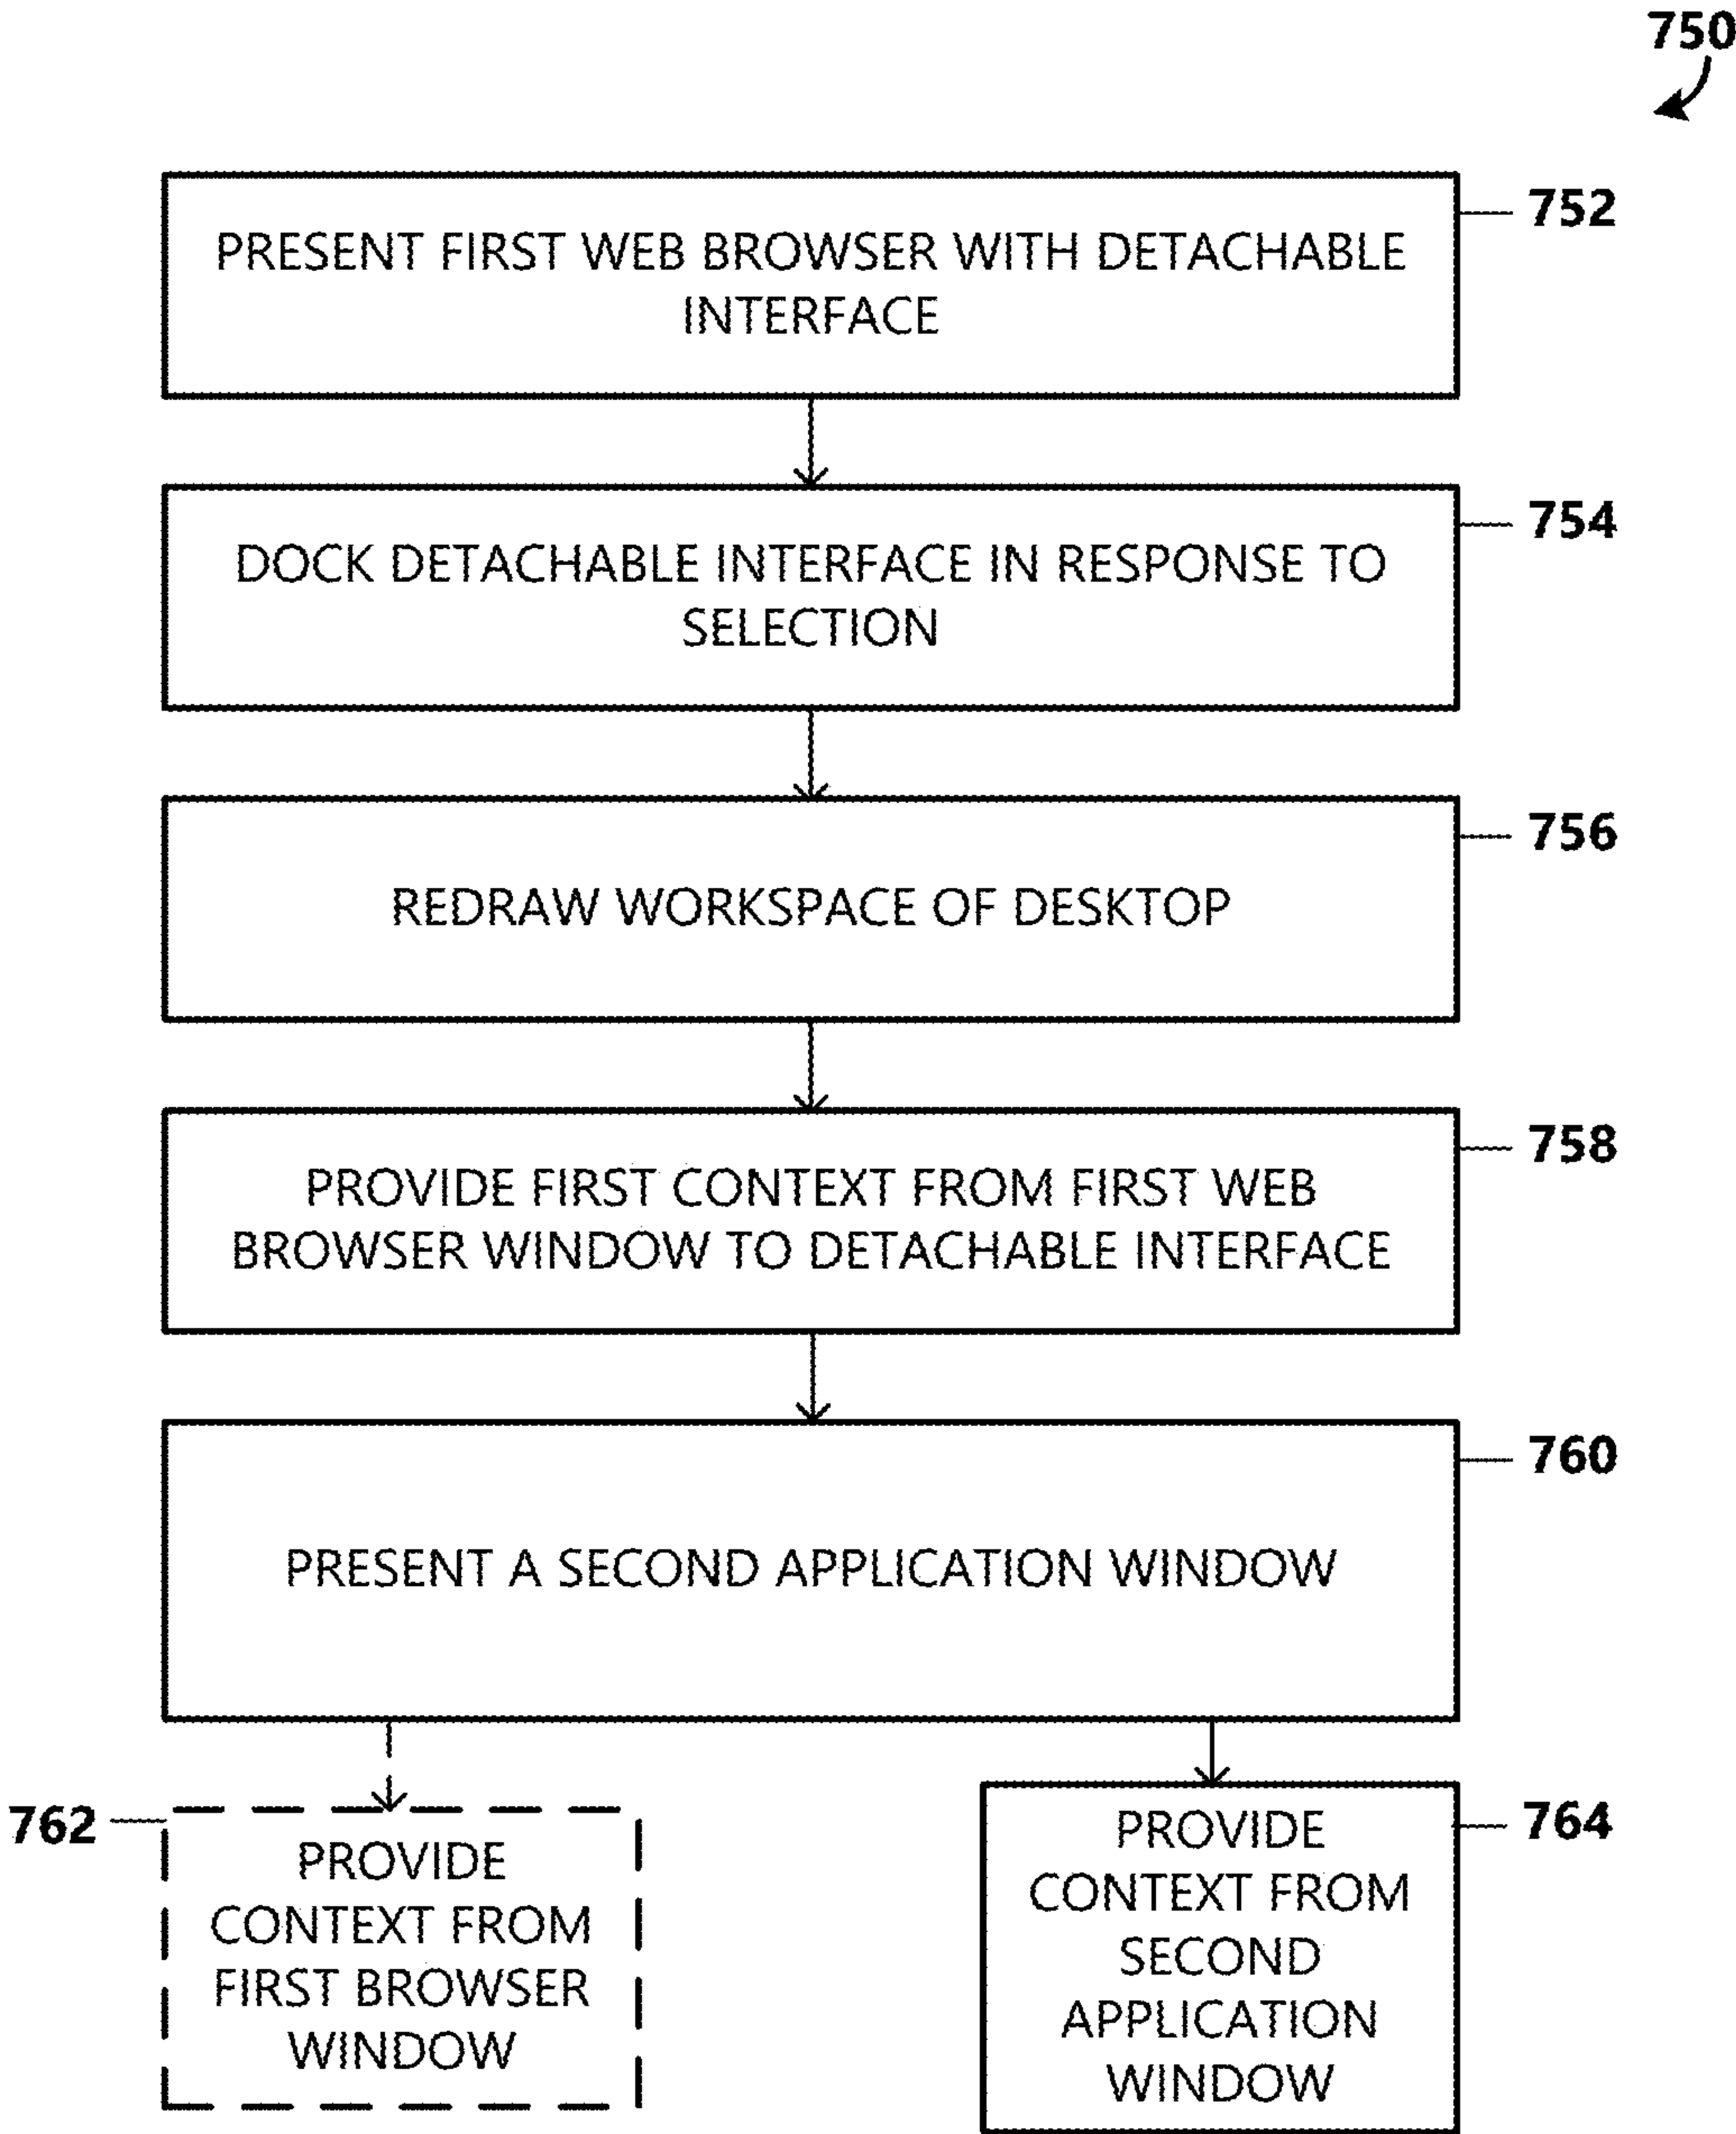 750
PRESENT FIRST WEB BROWSER WITH DETACHABLE
INTERFACE
752
DOCK DETACHABLE INTERFACE IN RESPONSE TO
SELECTION
754
REDRAW WORKSPACE OF DESKTOP
756
PROVIDE FIRST CONTEXT FROM FIRST WEB
BROWSER WINDOW TO DETACHABLE INTERFACE
758
PRESENT A SECOND APPLICATION WINDOW
760
762
PROVIDE
CONTEXT FROM
FIRST BROWSER
WINDOW
PROVIDE
CONTEXT FROM
SECOND
APPLICATION
WINDOW
764